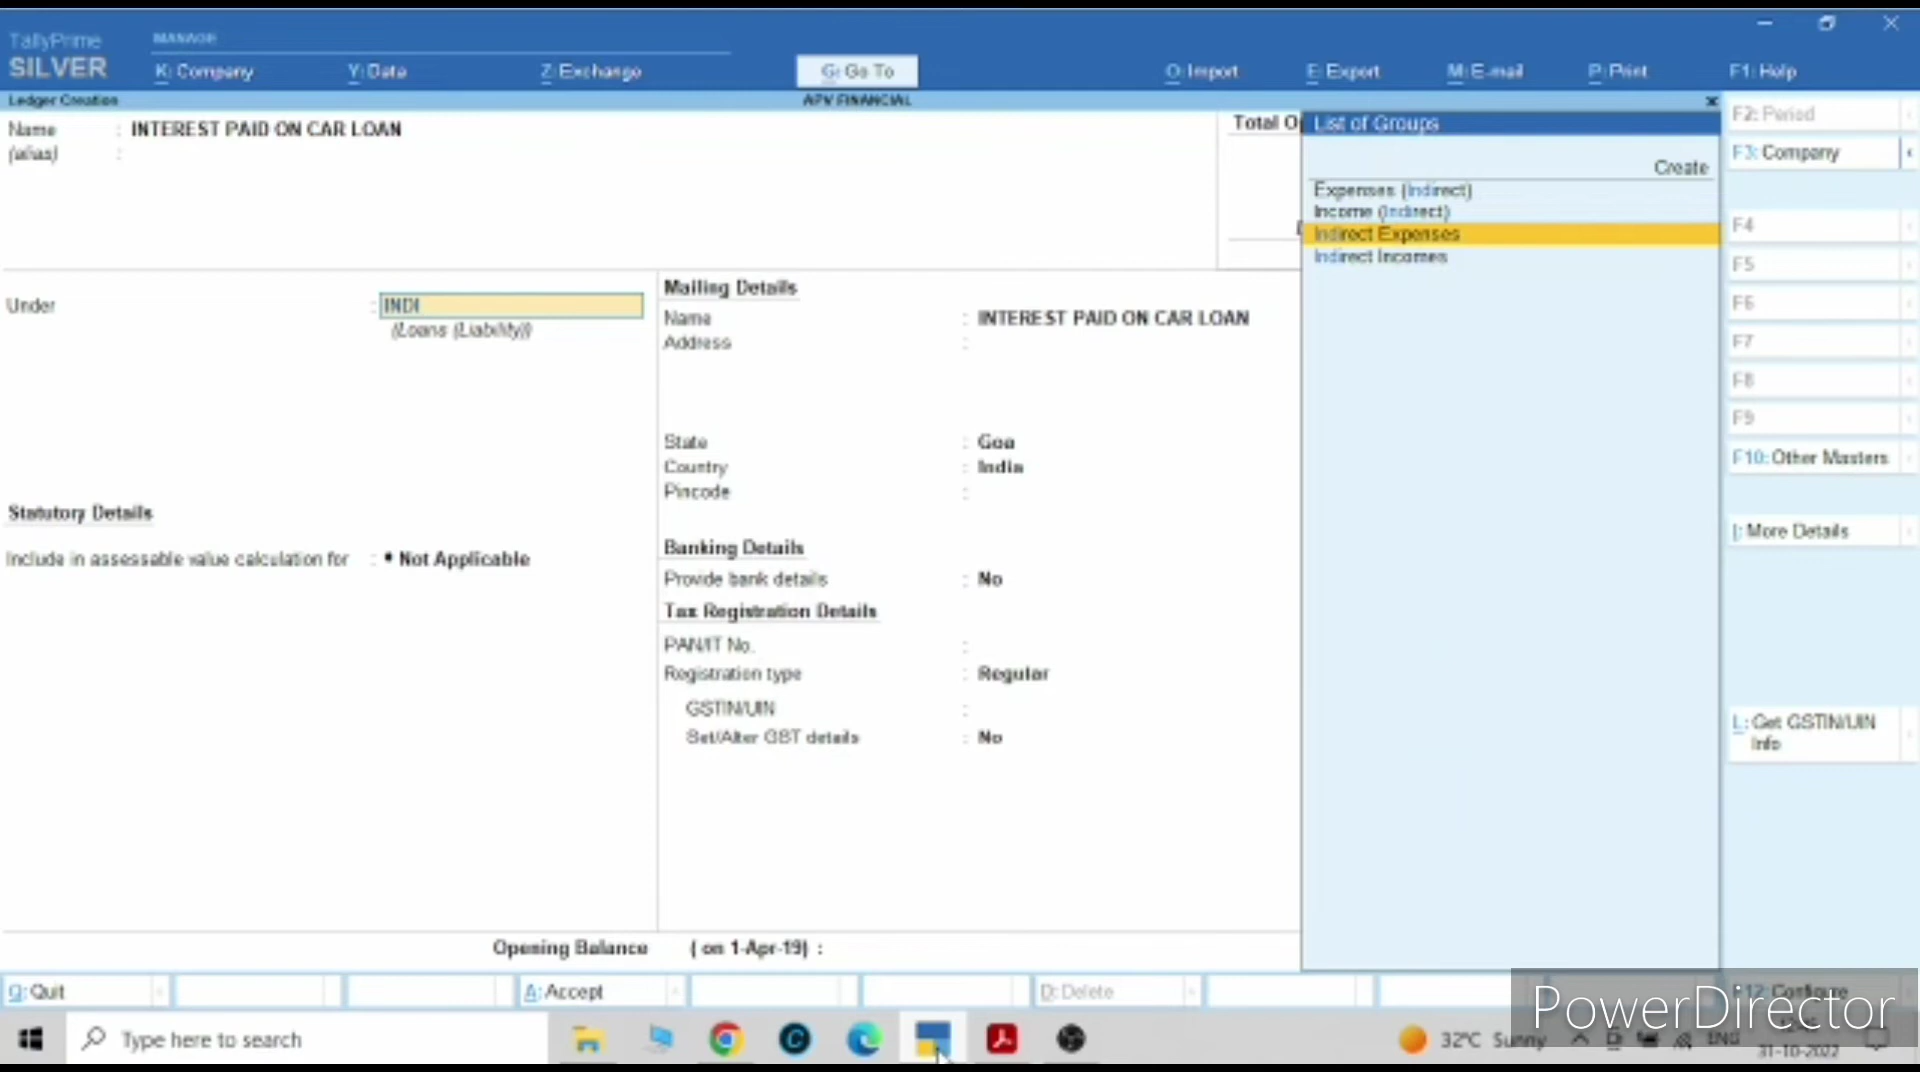 TallyPrime
MANAGE
SILVER
K: Company
Y: Data
Z: Exchange
G: Go To
O: Import
E: Export
M: E-mail
P: Print
F1: Help
Ledger Creation
APV FINANCIAL
Name : INTEREST PAID ON CAR LOAN
(alias) :
Total O
List of Groups
Create
Expenses (Indirect)
Income (Indirect)
Indirect Expenses
Indirect Incomes
F2: Period
F3: Company
F4
F5
F6
F7
F8
F9
F10: Other Masters
I: More Details
L: Get GSTIN/UIN
Info
Under : INDI
(Loans (Liability))
Mailing Details
Name : INTEREST PAID ON CAR LOAN
Address :
State : Goa
Country : India
Pincode :
Statutory Details
Include in assessable value calculation for : • Not Applicable
Banking Details
Provide bank details : No
Tax Registration Details
PAN/IT No. :
Registration type : Regular
GSTIN/UIN :
Set/Alter GST details : No
Opening Balance ( on 1-Apr-19) :
Q: Quit
A: Accept
D: Delete
F12: Configure
PowerDirector
Type here to search
32°C Sunny
ENG
31-10-2022